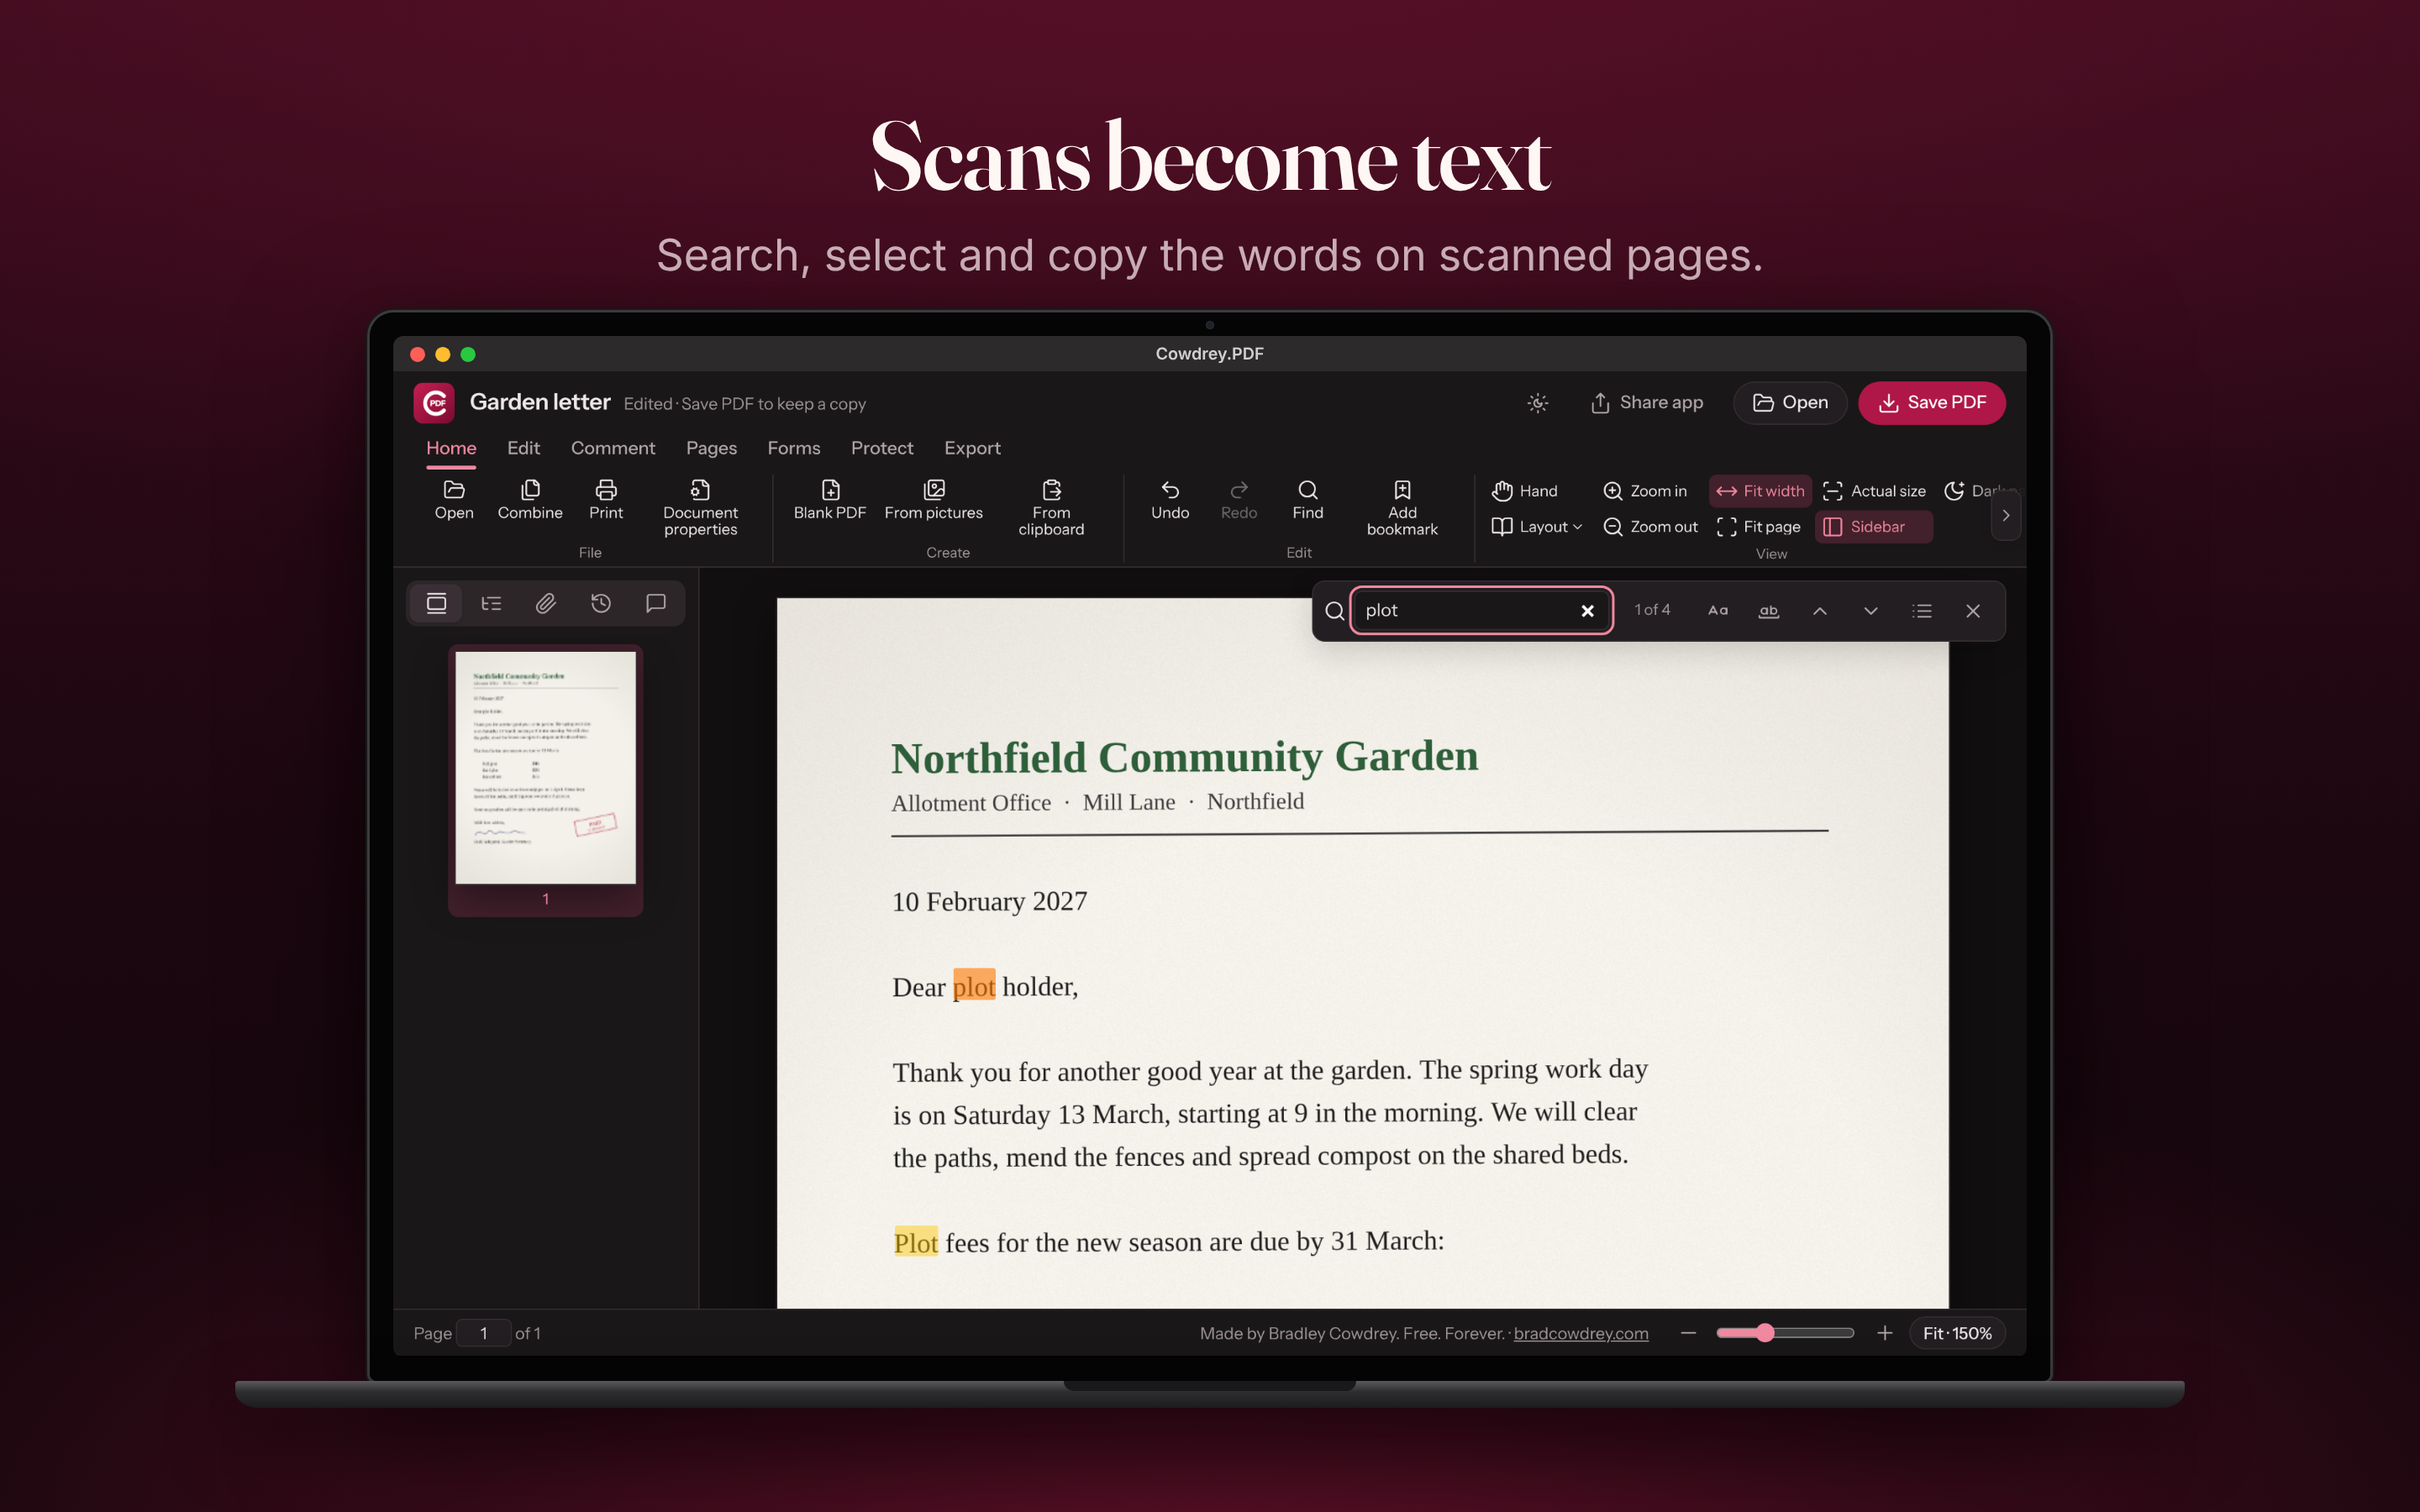 Scans become text
Search, select and copy the words on scanned pages.
Cowdrey.PDF
PDF
Garden letter
Edited · Save PDF to keep a copy
Share app
Open
Save PDF
Home Edit Comment Pages Forms Protect Export
Open
Combine
Print
Document
properties
File
Blank PDF
From pictures
From
clipboard
Create
Undo
Redo
Find
Add
bookmark
Edit
Hand
Zoom in
Fit width
Actual size
Layout
Zoom out
Fit page
Sidebar
View
plot
1 of 4
Aa
ab
Northfield Community Garden
1
Northfield Community Garden
Allotment Office · Mill Lane · Northfield
10 February 2027
Dear plot holder,
Thank you for another good year at the garden. The spring work day
is on Saturday 13 March, starting at 9 in the morning. We will clear
the paths, mend the fences and spread compost on the shared beds.
Plot fees for the new season are due by 31 March:
Page 1 of 1
Made by Bradley Cowdrey. Free. Forever. · bradcowdrey.com
Fit · 150%